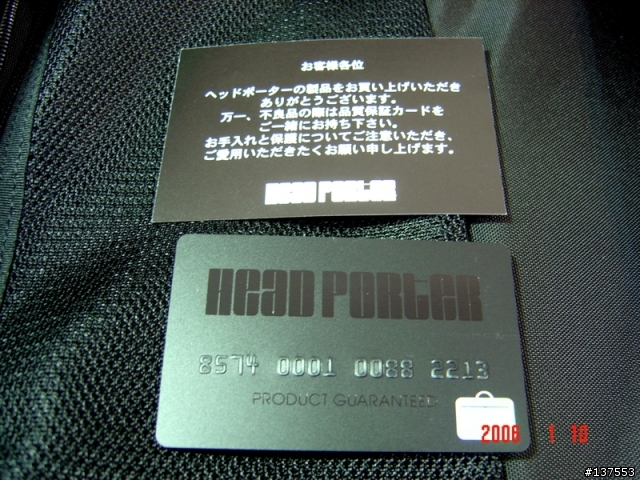 お客様各位
ヘッドポーターの製品をお買い上げいただき
ありがとうございます。
万一、不良品の際は品質保証カードを
ご一緒にお持ち下さい。
お手入れと保膿についてご注意いただき、
ご愛用いただきたくお願い申し上げます。
HEAD PORTER
HEAD PORTER
8574 0001 0088 2213
PRODUCT GUARANTEED
2006 1 10
#137553